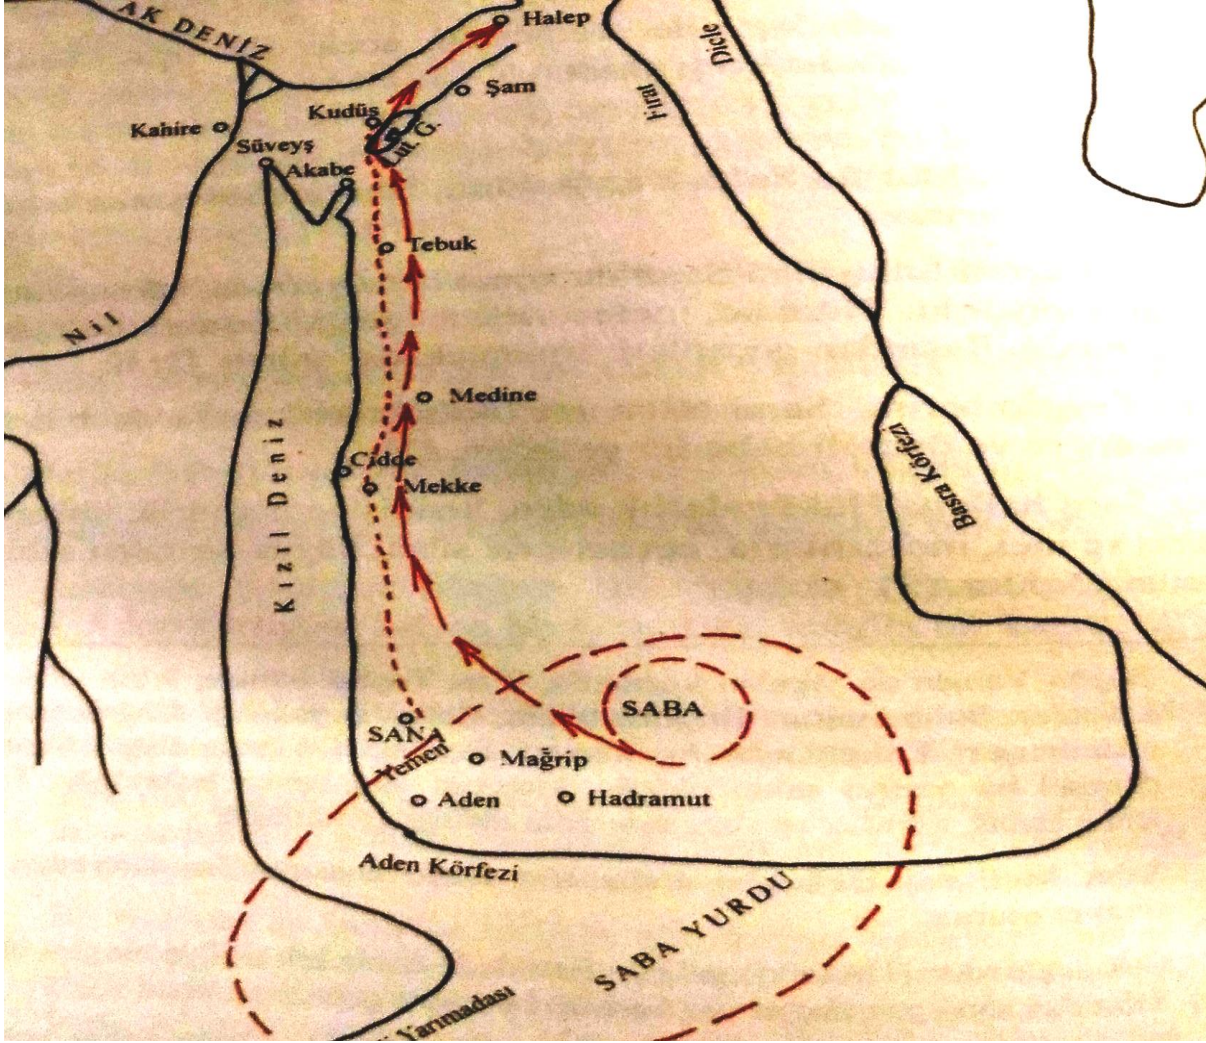 AK DENİZ
Halep
Dicle
Fırat
Şam
Kudüs
Lut. G.
Kahire
Süveyş
Akabe
Tebuk
Nil
Medine
Cidde
Mekke
Kızıl Deniz
Basra Körfezi
SABA
SANA
Yemen
Mağrip
Aden
Hadramut
Aden Körfezi
SABA YURDU
Yarımadası